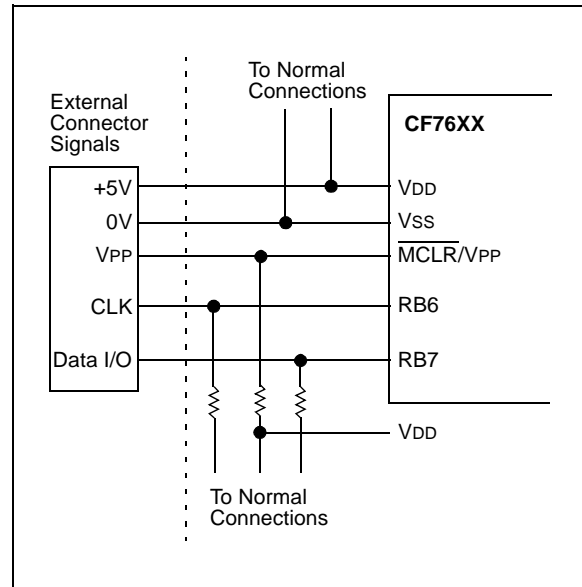 To Normal
Connections
External
Connector
Signals
CF76XX
+5V
VDD
0V
VSS
VPP
MCLR/VPP
CLK
RB6
Data I/O
RB7
VDD
To Normal
Connections